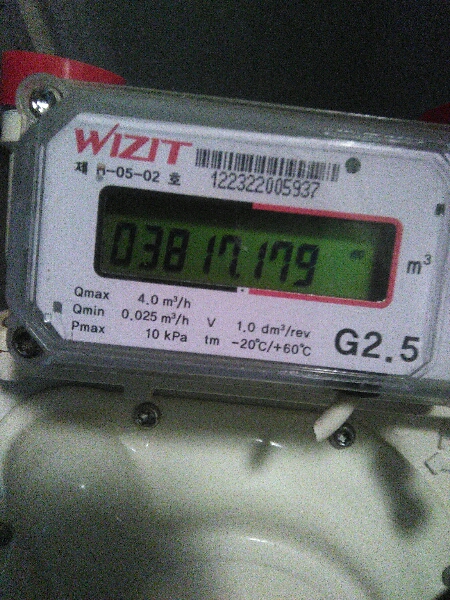 WIZIT
제 B-05-02 호
122322005937
03817.179
m³
Qmax 4.0 m³/h
Qmin 0.025 m³/h V 1.0 dm³/rev
Pmax 10 kPa tm -20°C/+60°C
G2.5